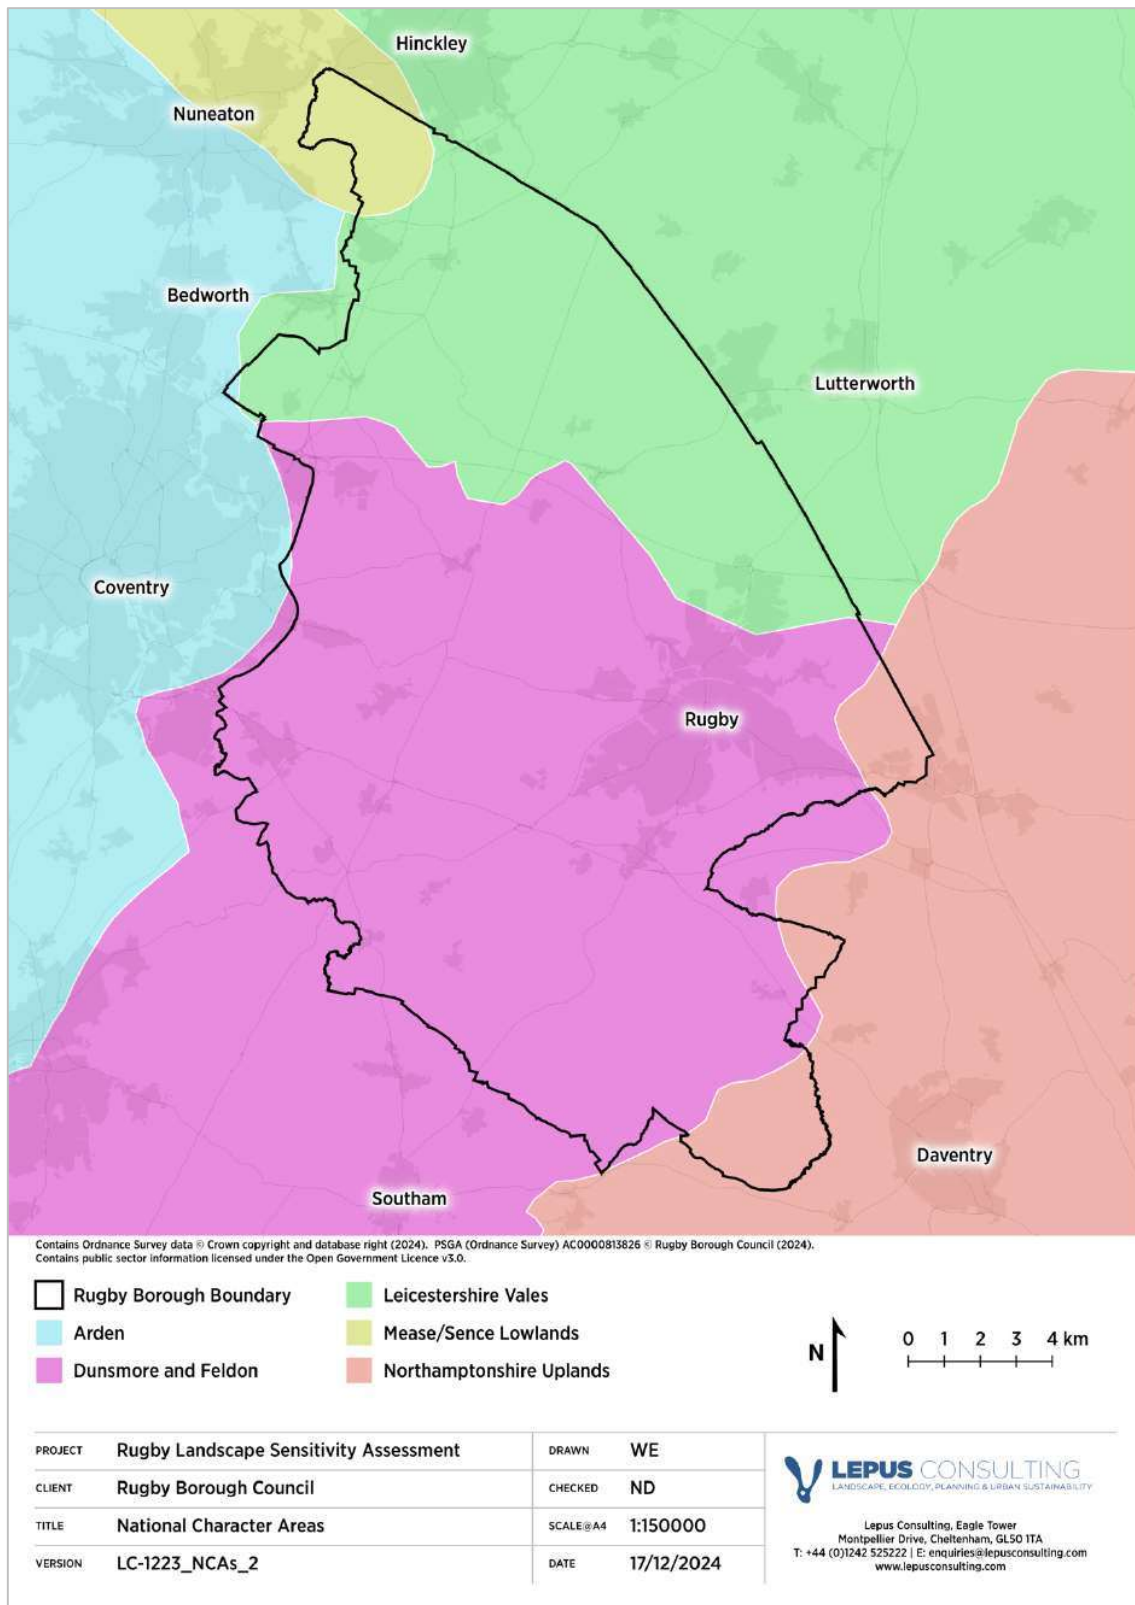 Hinckley
Nuneaton
Bedworth
Lutterworth
Coventry
Rugby
Daventry
Southam
Contains Ordnance Survey data © Crown copyright and database right (2024). PSGA (Ordnance Survey) AC0000813826 © Rugby Borough Council (2024).
Contains public sector information licensed under the Open Government Licence v3.0.
Rugby Borough Boundary
Arden
Dunsmore and Feldon
Leicestershire Vales
Mease/Sence Lowlands
Northamptonshire Uplands
N
0 1 2 3 4 km
PROJECT Rugby Landscape Sensitivity Assessment
CLIENT Rugby Borough Council
TITLE National Character Areas
VERSION LC-1223_NCAs_2
DRAWN WE
CHECKED ND
SCALE@A4 1:150000
DATE 17/12/2024
LEPUS CONSULTING
LANDSCAPE, ECOLOGY, PLANNING & URBAN SUSTAINABILITY
Lepus Consulting, Eagle Tower
Montpellier Drive, Cheltenham, GL50 1TA
T: +44 (0)1242 525222 | E: enquiries@lepusconsulting.com
www.lepusconsulting.com